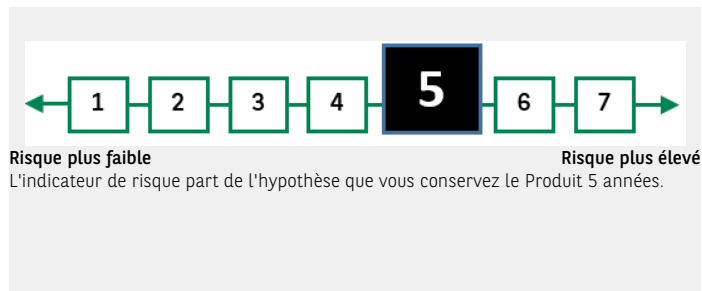 1 2 3 4 5 6 7
Risque plus faible Risque plus élevé
L'indicateur de risque part de l'hypothèse que vous conservez le Produit 5 années.